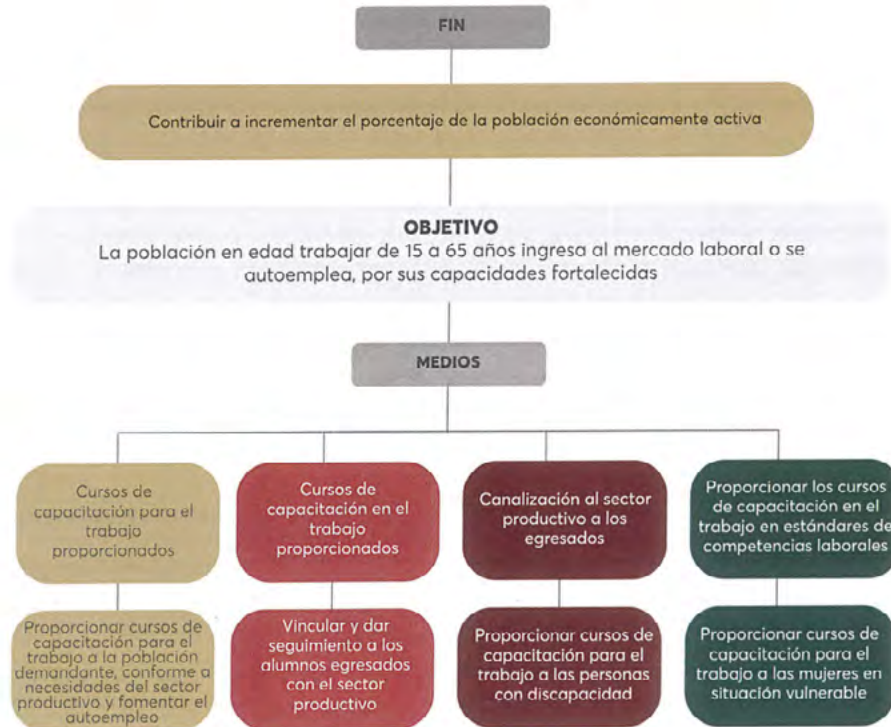 FIN
Contribuir a incrementar el porcentaje de la población económicamente activa
OBJETIVO
La población en edad trabajar de 15 a 65 años ingresa al mercado laboral o se
autoemplea, por sus capacidades fortalecidas
MEDIOS
Cursos de
capacitación para el
trabajo
proporcionados
Cursos de
capacitación en el
trabajo
proporcionados
Canalización al sector
productivo a los
egresados
Proporcionar los cursos
de capacitación en el
trabajo en estándares de
competencias laborales
Proporcionar cursos de
capacitación para el
trabajo a la población
demandante, conforme a
necesidades del sector
productivo y fomentar el
autoempleo
Vincular y dar
seguimiento a los
alumnos egresados
con el sector
productivo
Proporcionar cursos de
capacitación para el
trabajo a las personas
con discapacidad
Proporcionar cursos de
capacitación para el
trabajo a las mujeres en
situación vulnerable